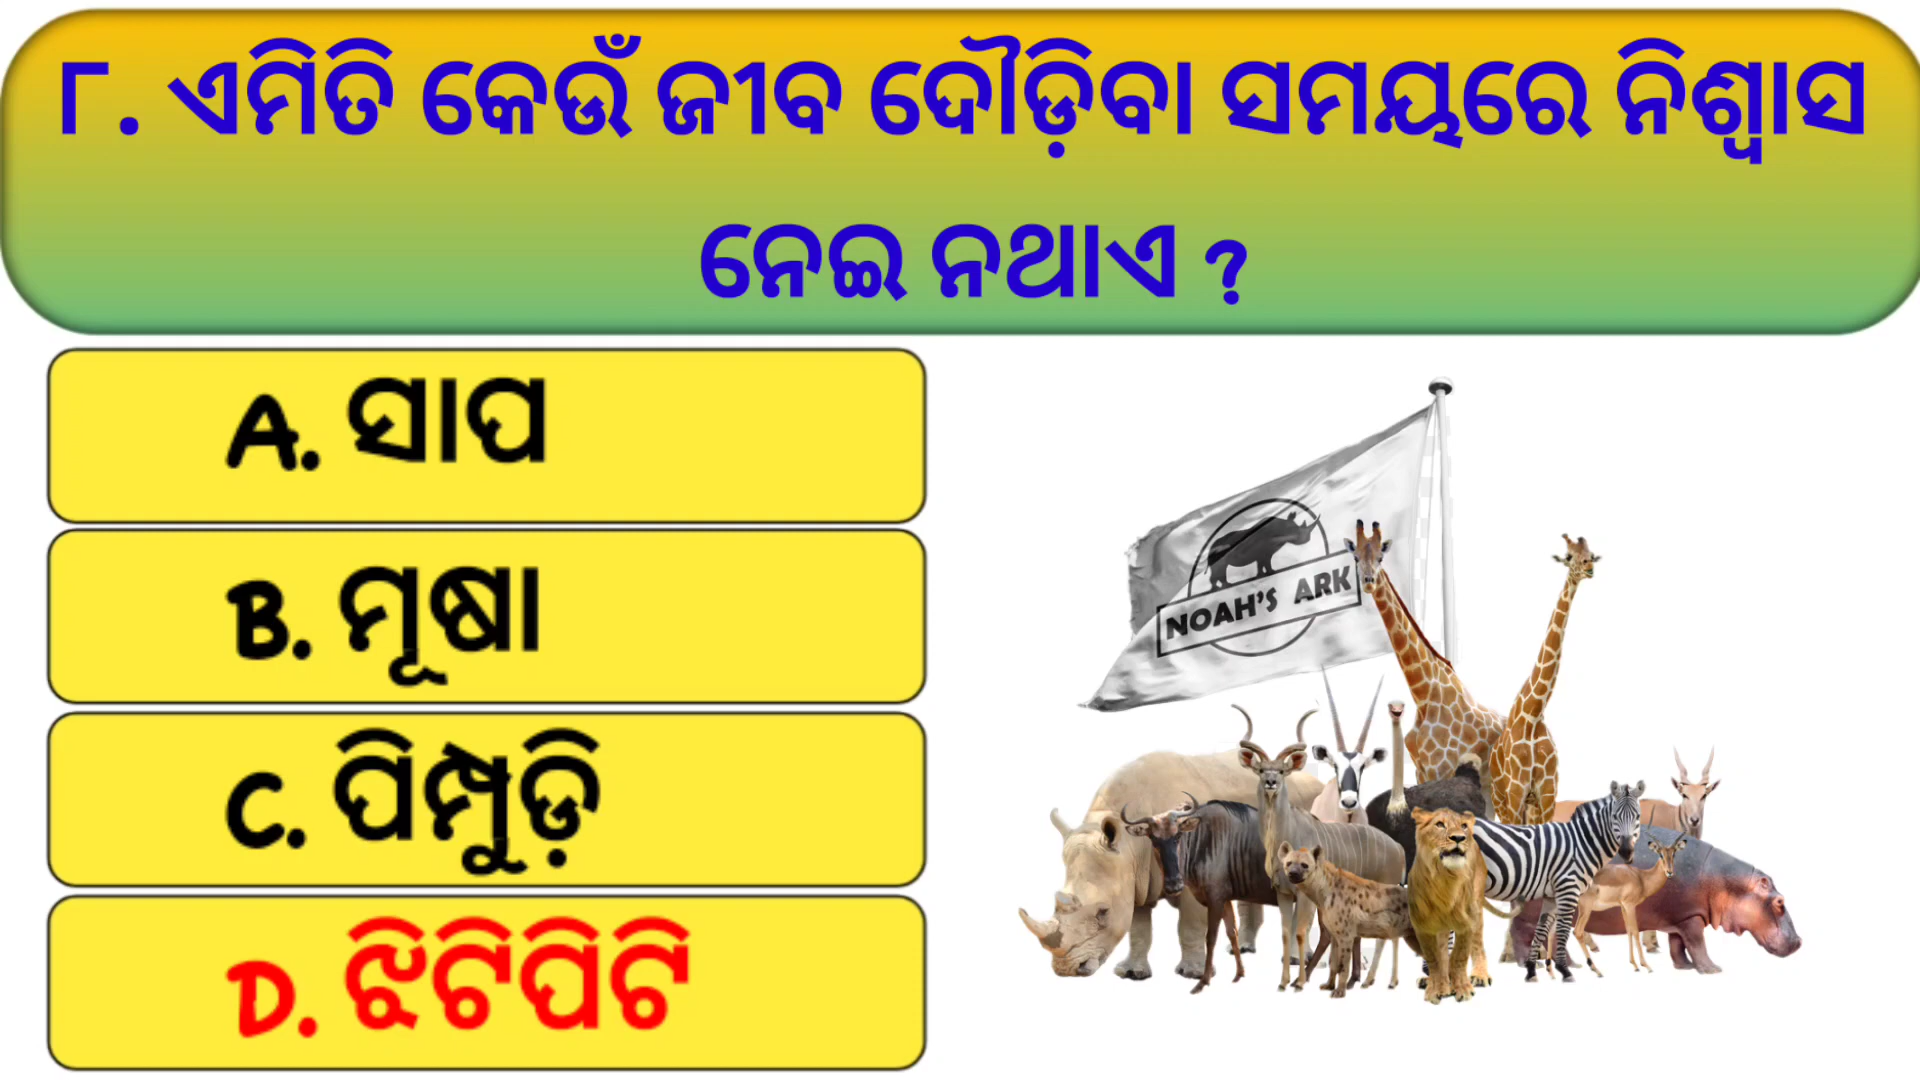 ୮. ଏମିତି କେଉଁ ଜୀବ ଦୌଡ଼ିବା ସମୟରେ ନିଶ୍ୱାସ
ନେଇ ନଥାଏ ?
A. ସାପ
B. ମୂଷା
C. ପିମ୍ପୁଡ଼ି
D. ଝିଟିପିଟି
NOAH'S ARK